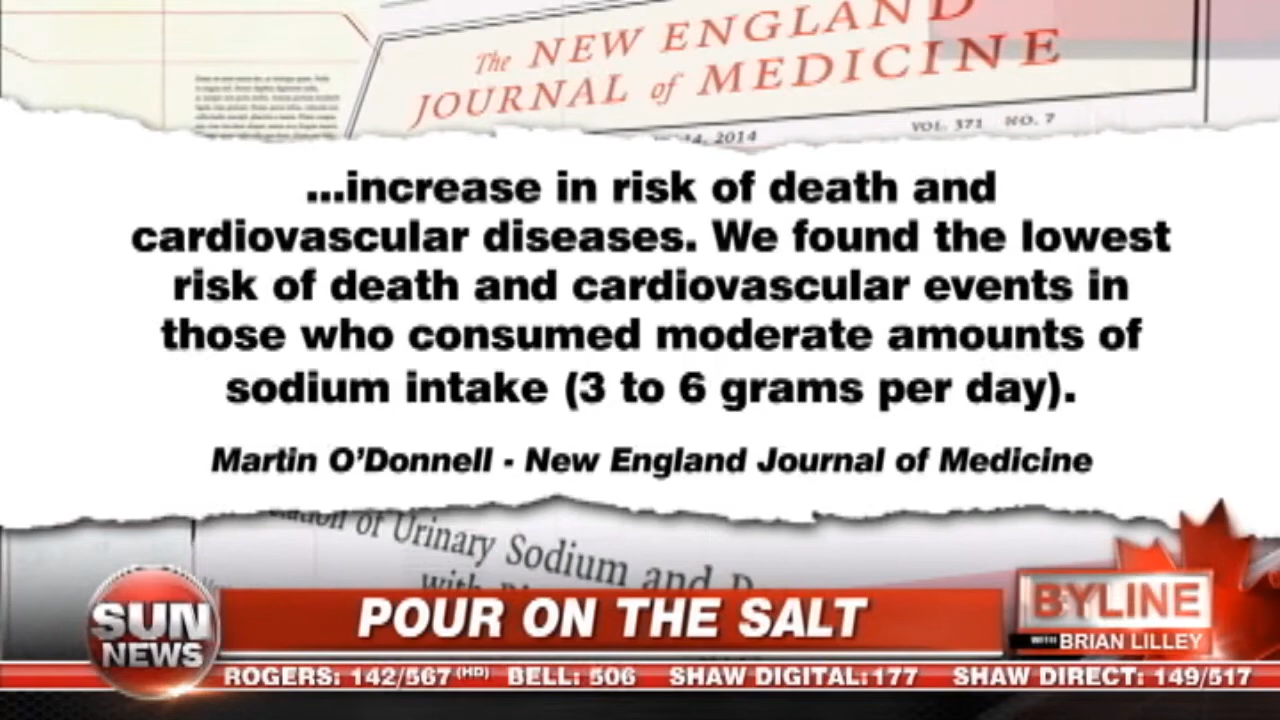 The NEW ENGLAND
JOURNAL of MEDICINE
14, 2014
VOL. 371 NO. 7
...increase in risk of death and
cardiovascular diseases. We found the lowest
risk of death and cardiovascular events in
those who consumed moderate amounts of
sodium intake (3 to 6 grams per day).
Martin O'Donnell - New England Journal of Medicine
of Urinary Sodium and
with
SUN
NEWS
POUR ON THE SALT
BYLINE
WITH BRIAN LILLEY
ROGERS: 142/567 (HD) BELL: 506 SHAW DIGITAL: 177 SHAW DIRECT: 149/517